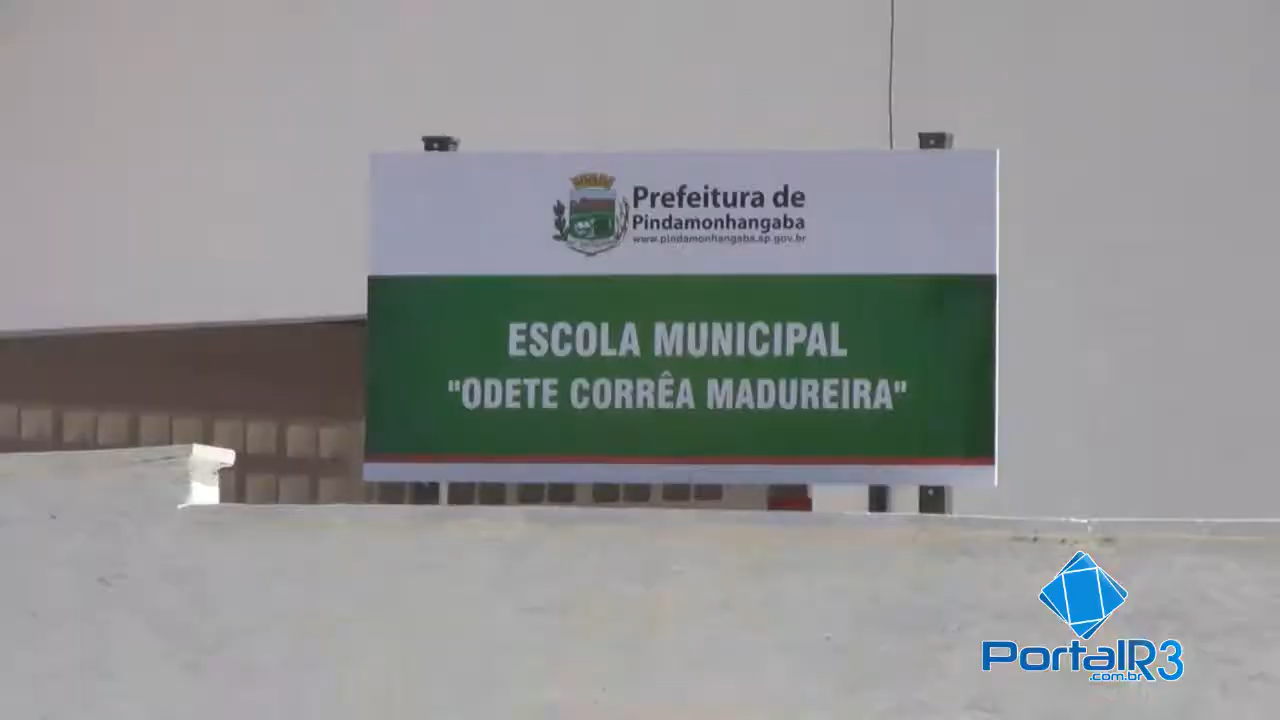 Prefeitura de
Pindamonhangaba
www.pindamonhangaba.sp.gov.br
ESCOLA MUNICIPAL
"ODETE CORRÊA MADUREIRA"
PortalR3
.com.br